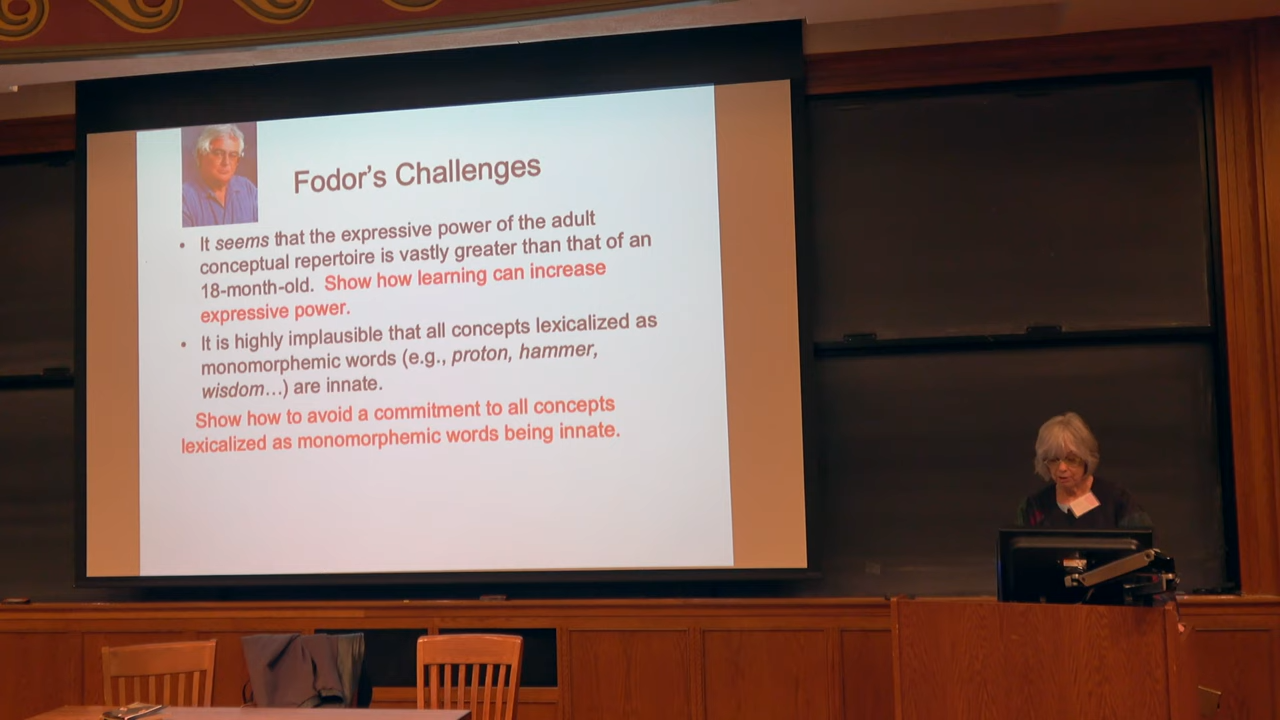 Fodor's Challenges
• It seems that the expressive power of the adult
conceptual repertoire is vastly greater than that of an
18-month-old. Show how learning can increase
expressive power.
• It is highly implausible that all concepts lexicalized as
monomorphemic words (e.g., proton, hammer,
wisdom…) are innate.
Show how to avoid a commitment to all concepts
lexicalized as monomorphemic words being innate.